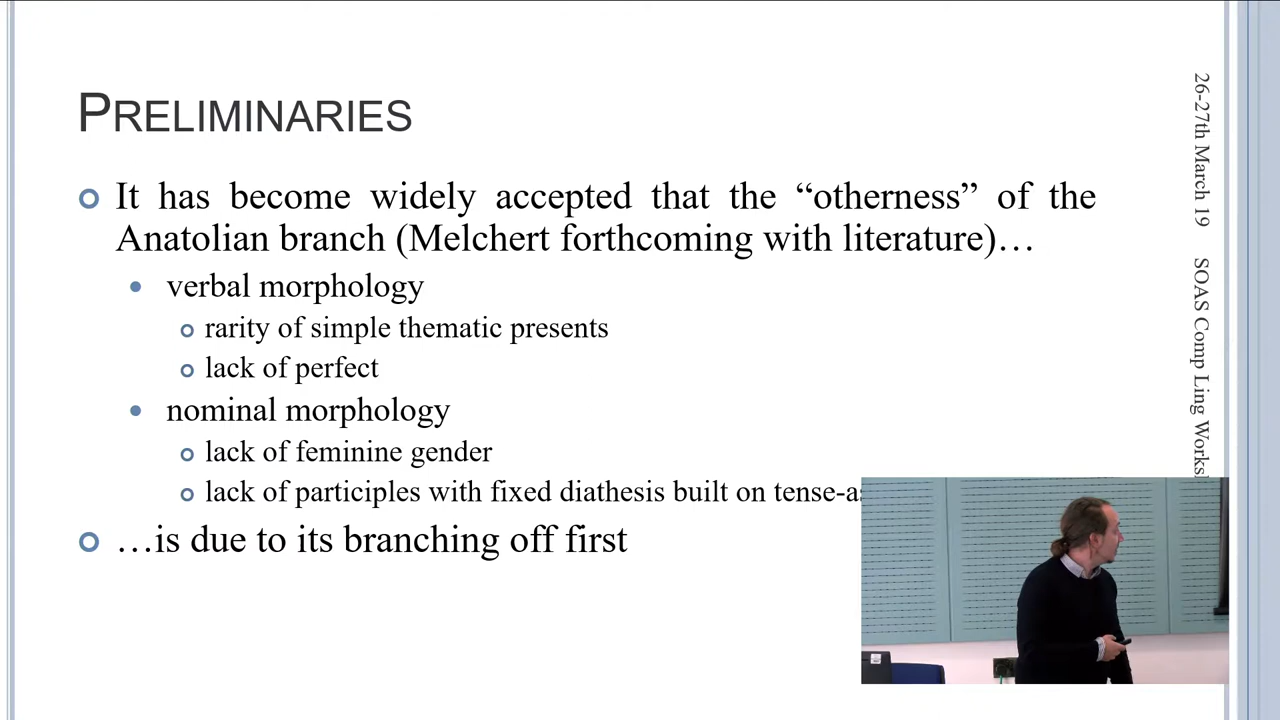 PRELIMINARIES
It has become widely accepted that the “otherness” of the
Anatolian branch (Melchert forthcoming with literature)…
verbal morphology
rarity of simple thematic presents
lack of perfect
nominal morphology
lack of feminine gender
lack of participles with fixed diathesis built on
…is due to its branching off first
26-27th March 19 SOAS Comp Ling